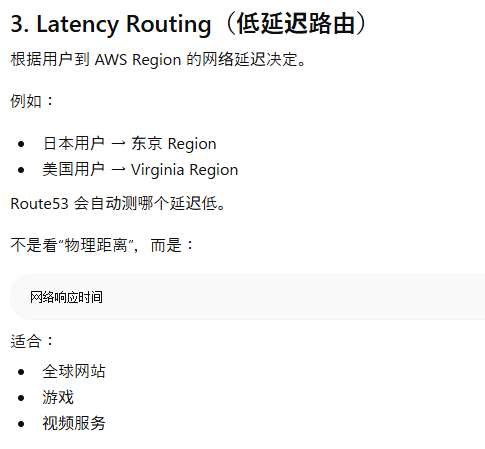 3. Latency Routing（低延迟路由）
根据用户到 AWS Region 的网络延迟决定。
例如：
• 日本用户 → 东京 Region
• 美国用户 → Virginia Region
Route53 会自动测哪个延迟低。
不是看“物理距离”，而是：
网络响应时间
适合：
• 全球网站
• 游戏
• 视频服务